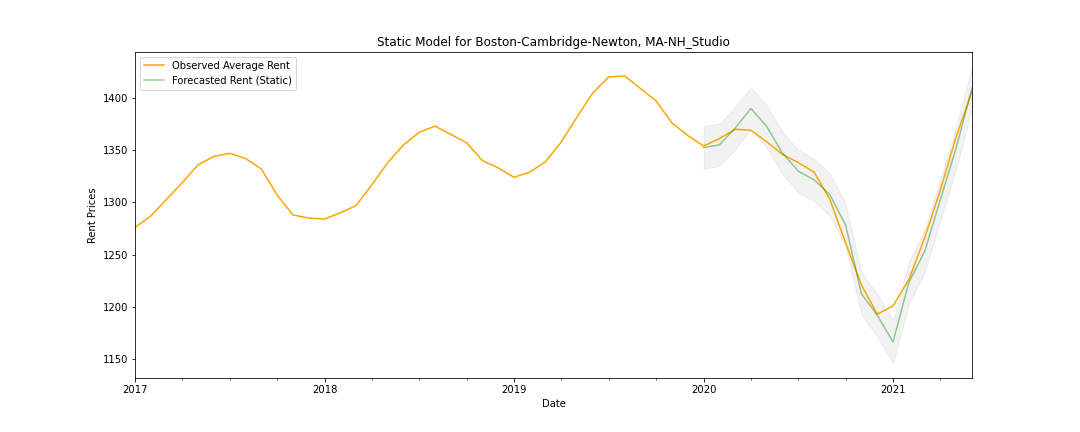 Static Model for Boston-Cambridge-Newton, MA-NH_Studio
Observed Average Rent
Forecasted Rent (Static)
1400
1350
1300
1250
1200
1150
Rent Prices
2017 2018 2019 2020 2021
Date